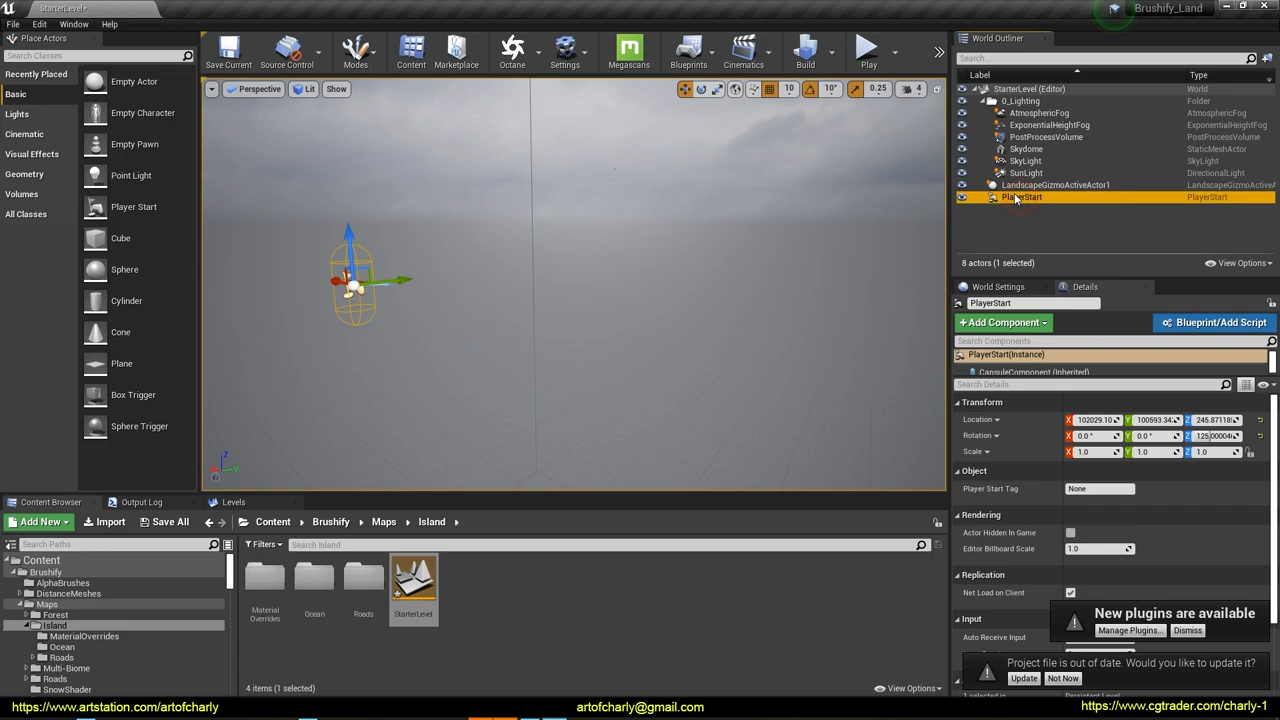 StarterLevel*
Brushify_Land
File Edit Window Help
Place Actors
Search Classes
Recently Placed
Basic
Lights
Cinematic
Visual Effects
Geometry
Volumes
All Classes
Empty Actor
Empty Character
Empty Pawn
Point Light
Player Start
Cube
Sphere
Cylinder
Cone
Plane
Box Trigger
Sphere Trigger
Save Current Source Control Modes Content Marketplace Octane Settings Megascans Blueprints Cinematics Build Play
Perspective Lit Show 10 10° 0.25 4
World Outliner
Search...
Label Type
StarterLevel (Editor) World
0_Lighting Folder
AtmosphericFog AtmosphericFog
ExponentialHeightFog ExponentialHeightFog
PostProcessVolume PostProcessVolume
Skydome StaticMeshActor
SkyLight SkyLight
SunLight DirectionalLight
LandscapeGizmoActiveActor1 LandscapeGizmoActiveA
PlayerStart PlayerStart
8 actors (1 selected) View Options
World Settings Details
PlayerStart
+Add Component Blueprint/Add Script
Search Components
PlayerStart(Instance)
CapsuleComponent (Inherited)
Search Details
Transform
Location X 102029.10 Y 100593.34 Z 245.87118
Rotation X 0.0 ° Y 0.0 ° Z 125.00004
Scale X 1.0 Y 1.0 Z 1.0
Object
Player Start Tag None
Rendering
Actor Hidden In Game
Editor Billboard Scale 1.0
Replication
Net Load on Client
Input
Auto Receive Input
New plugins are available
Manage Plugins... Dismiss
Project file is out of date. Would you like to update it?
Update Not Now
Z
Y
Content Browser Output Log Levels
Add New Import Save All Content Brushify Maps Island
Search Paths
Filters Search Island
Content
Brushify
AlphaBrushes
DistanceMeshes
Maps
Forest
Island
MaterialOverrides
Ocean
Roads
Multi-Biome
Roads
SnowShader
Material
Overrides
Ocean
Roads
StarterLevel
4 items (1 selected) View Options
https://www.artstation.com/artofcharly artofcharly@gmail.com https://www.cgtrader.com/charly-1